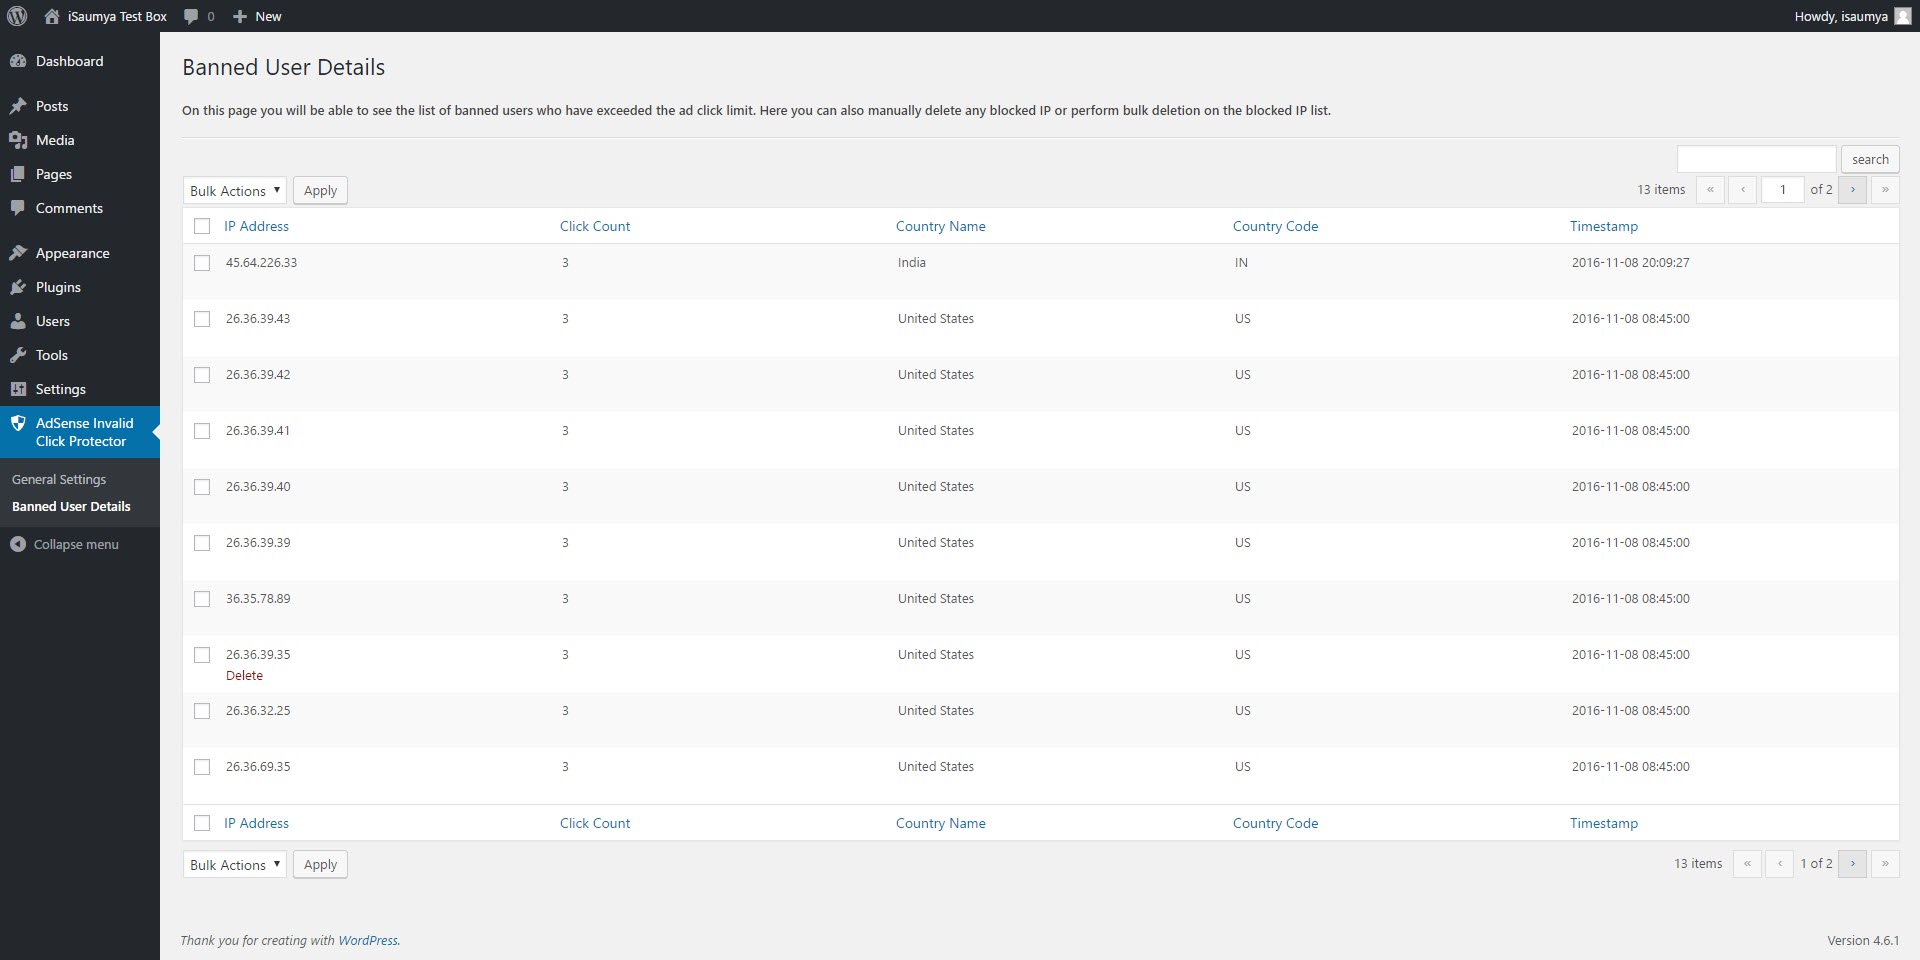 iSaumya Test Box 0 New Howdy, isaumya
Dashboard
Posts
Media
Pages
Comments
Appearance
Plugins
Users
Tools
Settings
AdSense Invalid
Click Protector
General Settings
Banned User Details
Collapse menu
Banned User Details
On this page you will be able to see the list of banned users who have exceeded the ad click limit. Here you can also manually delete any blocked IP or perform bulk deletion on the blocked IP list.
search
Bulk Actions ▼ Apply 13 items « ‹ 1 of 2 › »
IP Address Click Count Country Name Country Code Timestamp
45.64.226.33 3 India IN 2016-11-08 20:09:27
26.36.39.43 3 United States US 2016-11-08 08:45:00
26.36.39.42 3 United States US 2016-11-08 08:45:00
26.36.39.41 3 United States US 2016-11-08 08:45:00
26.36.39.40 3 United States US 2016-11-08 08:45:00
26.36.39.39 3 United States US 2016-11-08 08:45:00
36.35.78.89 3 United States US 2016-11-08 08:45:00
26.36.39.35 3 United States US 2016-11-08 08:45:00
Delete
26.36.32.25 3 United States US 2016-11-08 08:45:00
26.36.69.35 3 United States US 2016-11-08 08:45:00
IP Address Click Count Country Name Country Code Timestamp
Bulk Actions ▼ Apply 13 items « ‹ 1 of 2 › »
Thank you for creating with WordPress. Version 4.6.1